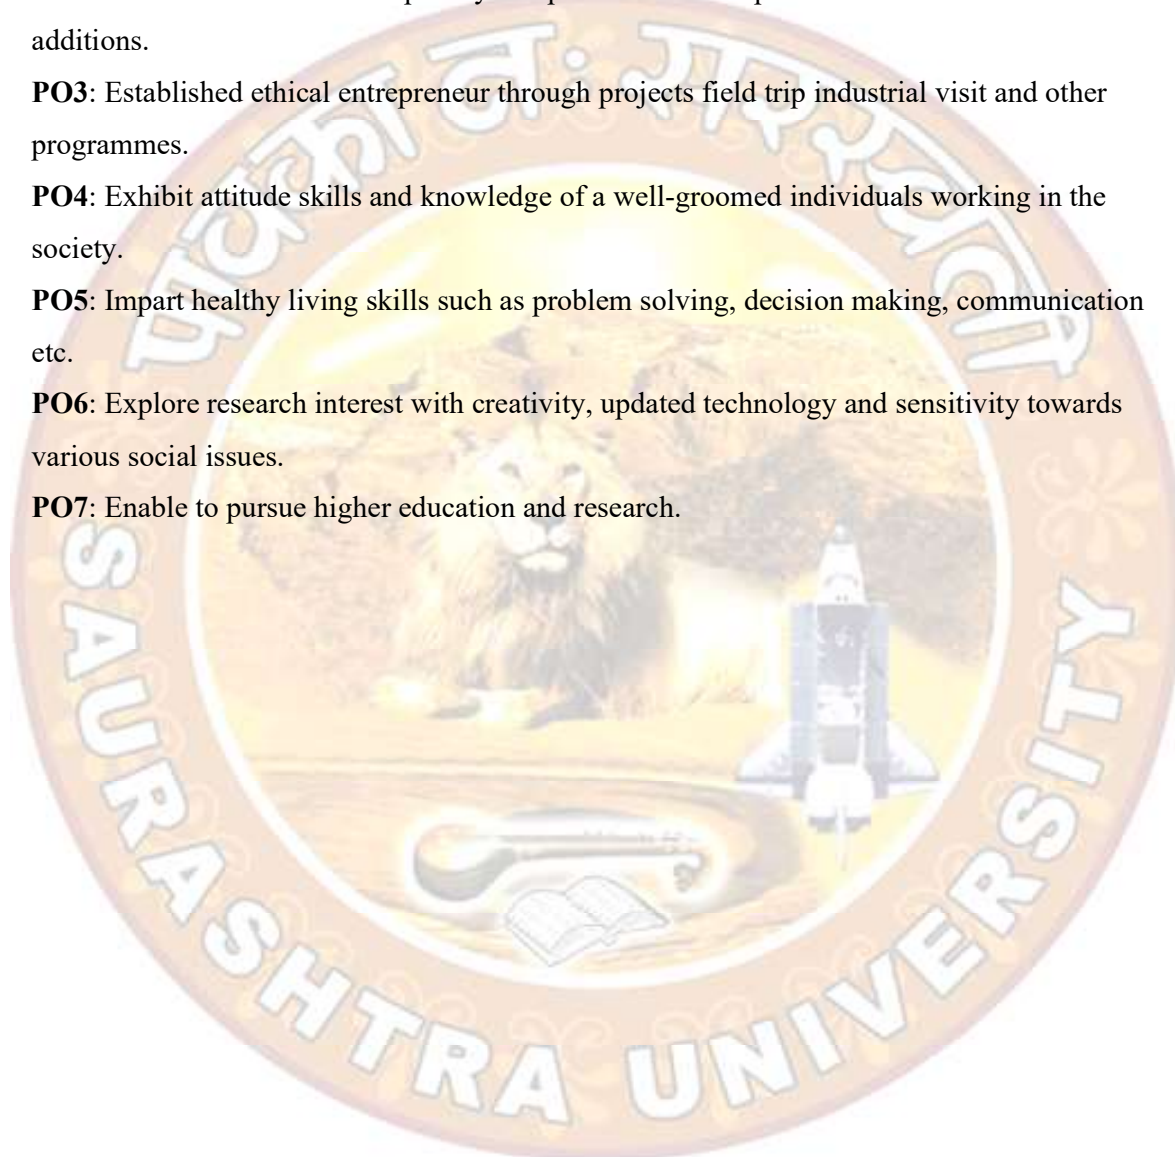 additions.
PO3: Established ethical entrepreneur through projects field trip industrial visit and other
programmes.
PO4: Exhibit attitude skills and knowledge of a well-groomed individuals working in the
society.
PO5: Impart healthy living skills such as problem solving, decision making, communication
etc.
PO6: Explore research interest with creativity, updated technology and sensitivity towards
various social issues.
PO7: Enable to pursue higher education and research.
सरस्वती
SAURASHTRA UNIVERSITY